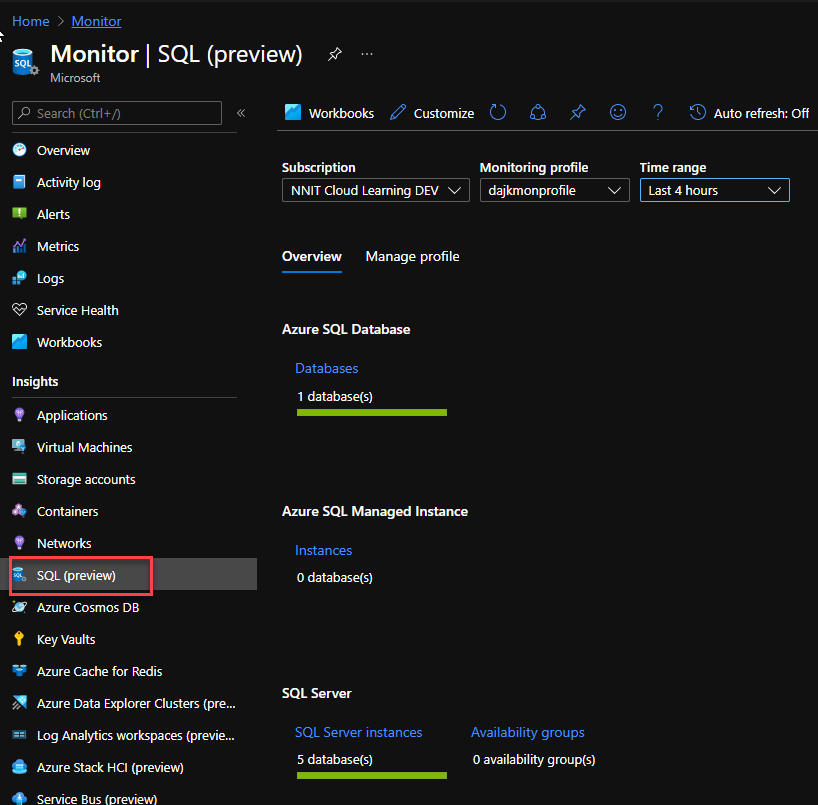 Home > Monitor
SQL
Monitor | SQL (preview)
...
Microsoft
Search (Ctrl+/)
«
Overview
Activity log
Alerts
Metrics
Logs
Service Health
Workbooks
Insights
Applications
Virtual Machines
Storage accounts
Containers
Networks
SQL (preview)
Azure Cosmos DB
Key Vaults
Azure Cache for Redis
Azure Data Explorer Clusters (pre...
Log Analytics workspaces (previe...
Azure Stack HCI (preview)
Service Bus (preview)
Workbooks Customize ? Auto refresh: Off
Subscription Monitoring profile Time range
NNIT Cloud Learning DEV dajkmonprofile Last 4 hours
Overview Manage profile
Azure SQL Database
Databases
1 database(s)
Azure SQL Managed Instance
Instances
0 database(s)
SQL Server
SQL Server instances Availability groups
5 database(s) 0 availability group(s)